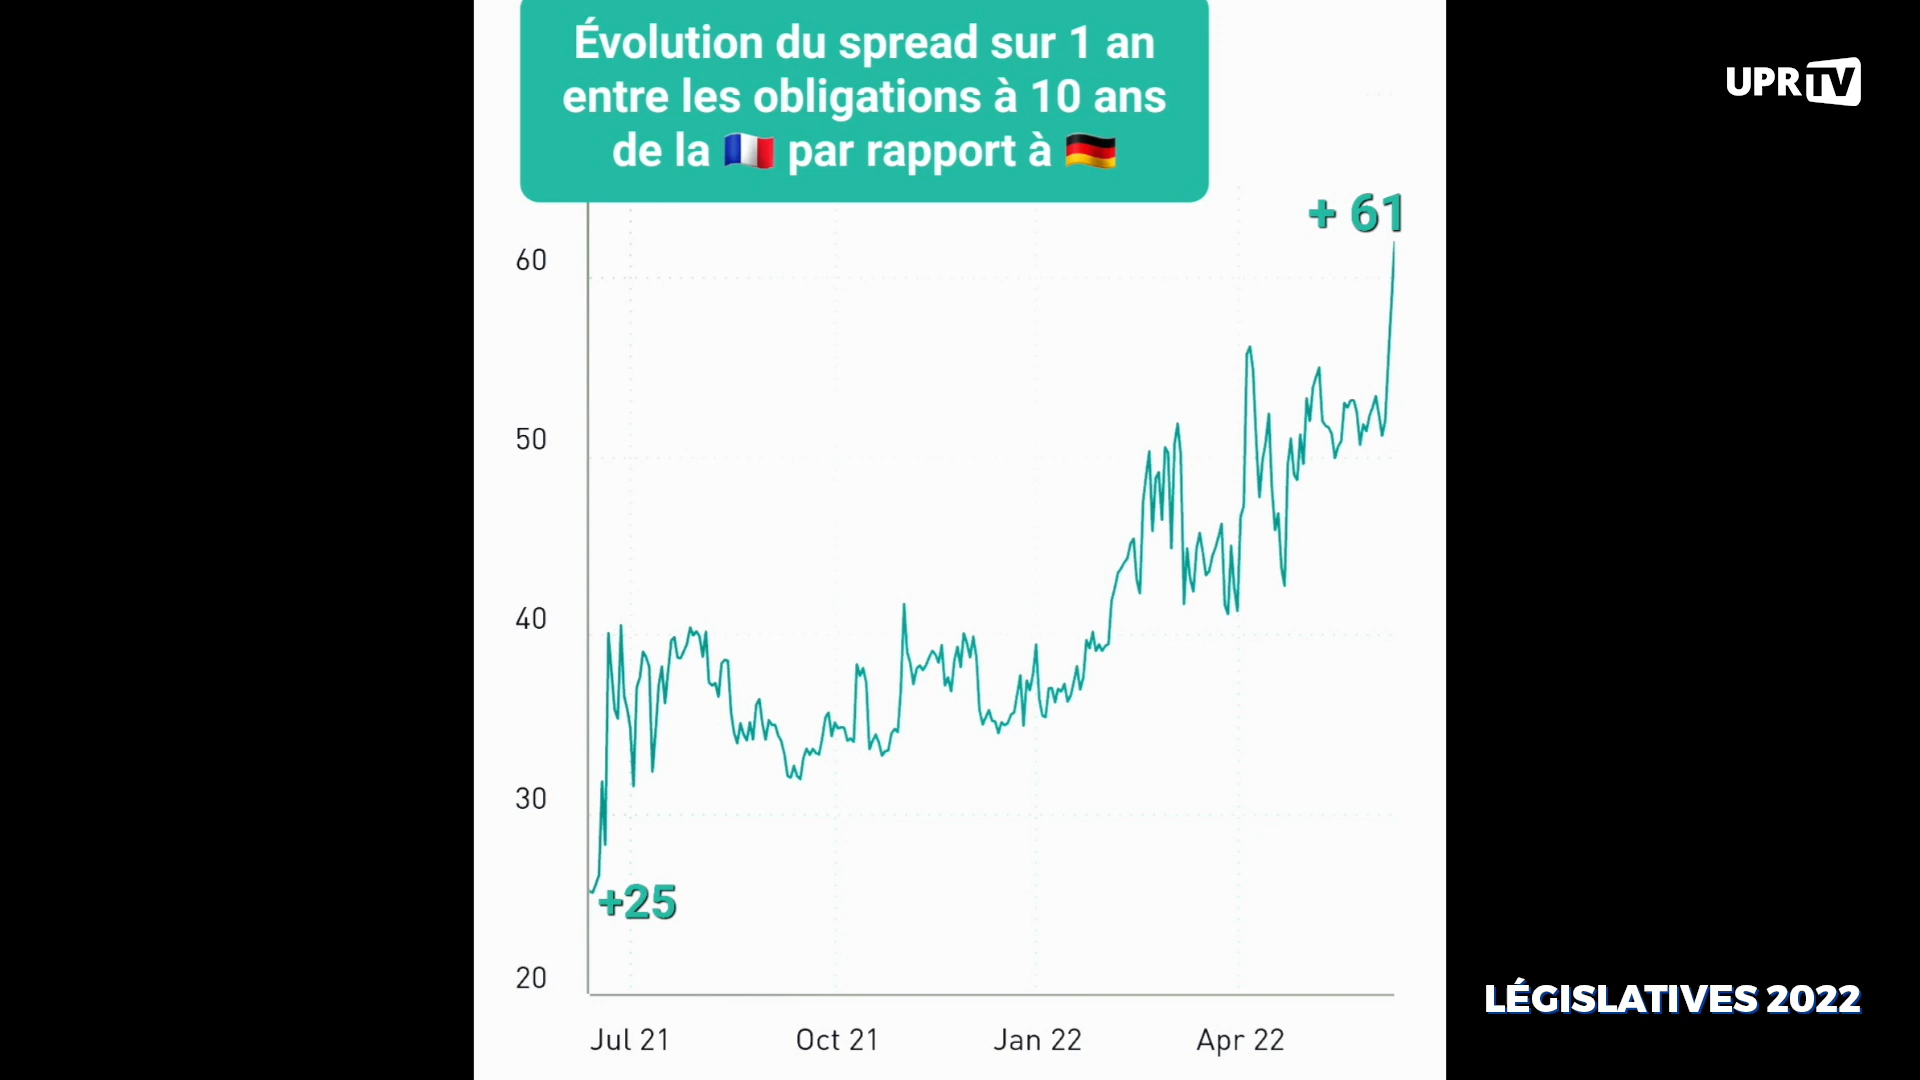 Évolution du spread sur 1 an
entre les obligations à 10 ans
de la 🇫🇷 par rapport à 🇩🇪
UPR TV
+ 61
60
50
40
30
+25
20
Jul 21
Oct 21
Jan 22
Apr 22
LÉGISLATIVES 2022